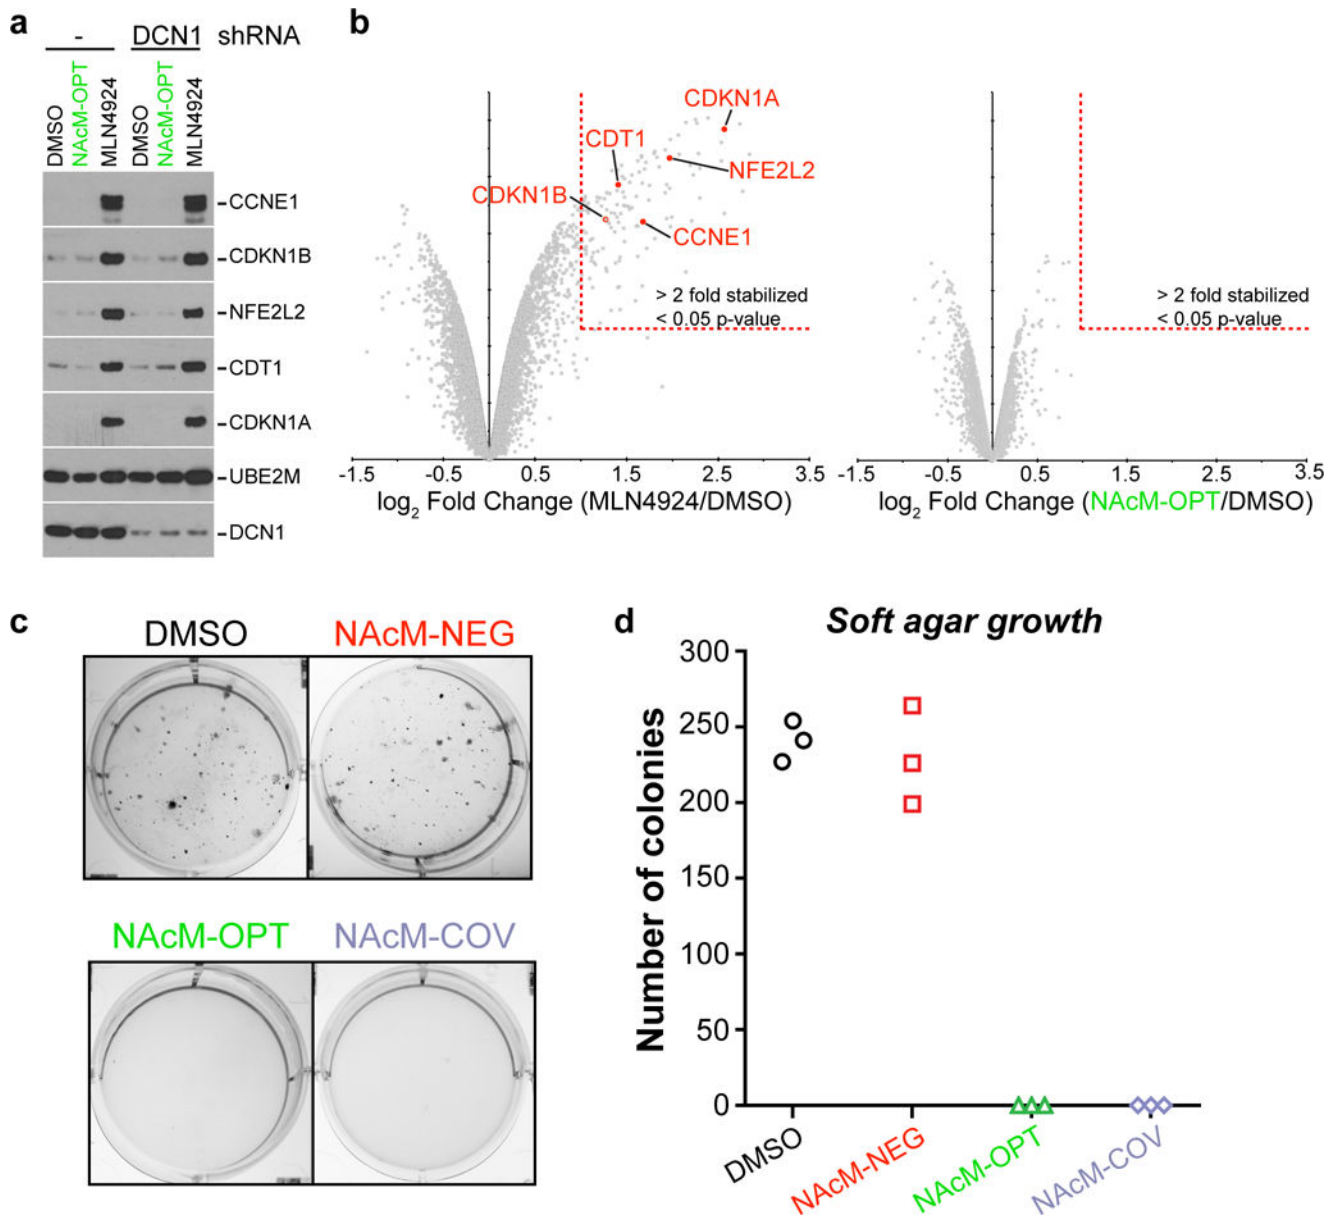 a
- DCN1 shRNA
DMSO
NAcM-OPT
MLN4924
DMSO
NAcM-OPT
MLN4924
-CCNE1
-CDKN1B
-NFE2L2
-CDT1
-CDKN1A
-UBE2M
-DCN1
b
CDKN1A
CDT1
NFE2L2
CDKN1B
CCNE1
> 2 fold stabilized
< 0.05 p-value
-1.5 -0.5 0.5 1.5 2.5 3.5
log2 Fold Change (MLN4924/DMSO)
> 2 fold stabilized
< 0.05 p-value
-1.5 -0.5 0.5 1.5 2.5 3.5
log2 Fold Change (NAcM-OPT/DMSO)
c
DMSO NAcM-NEG
NAcM-OPT NAcM-COV
d
Soft agar growth
Number of colonies
300
250
200
150
100
50
0
DMSO
NAcM-NEG
NAcM-OPT
NAcM-COV